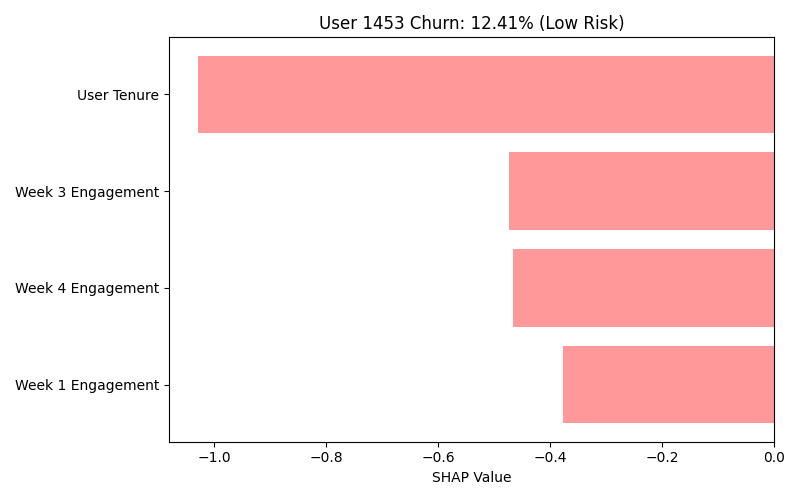 User 1453 Churn: 12.41% (Low Risk)
User Tenure
Week 3 Engagement
Week 4 Engagement
Week 1 Engagement
−1.0 −0.8 −0.6 −0.4 −0.2 0.0
SHAP Value